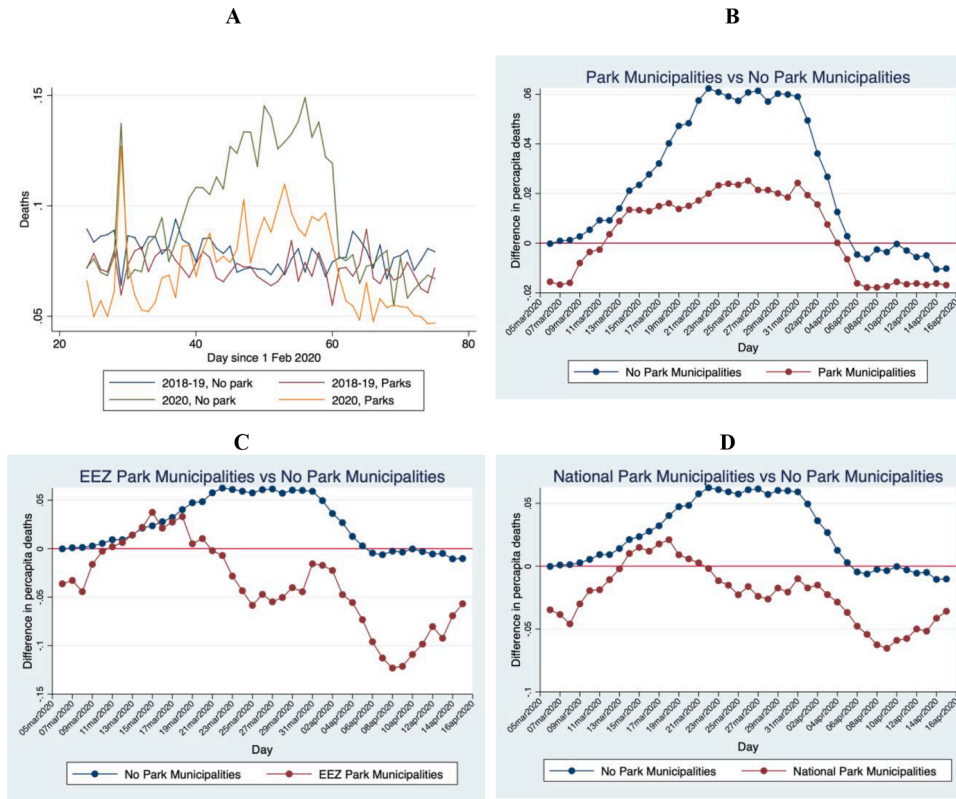 A
.15
.1
.05
Deaths
20
40
60
80
Day since 1 Feb 2020
2018-19, No park
2018-19, Parks
2020, No park
2020, Parks
B
Park Municipalities vs No Park Municipalities
.06
.04
.02
0
-.02
Difference in percapita deaths
05mar2020
07mar2020
09mar2020
11mar2020
13mar2020
15mar2020
17mar2020
19mar2020
21mar2020
23mar2020
25mar2020
27mar2020
29mar2020
31mar2020
02apr2020
04apr2020
06apr2020
08apr2020
10apr2020
12apr2020
14apr2020
16apr2020
Day
No Park Municipalities
Park Municipalities
C
EEZ Park Municipalities vs No Park Municipalities
.05
0
-.05
-.1
-.15
Difference in percapita deaths
05mar2020
07mar2020
09mar2020
11mar2020
13mar2020
15mar2020
17mar2020
19mar2020
21mar2020
23mar2020
25mar2020
27mar2020
29mar2020
31mar2020
02apr2020
04apr2020
06apr2020
08apr2020
10apr2020
12apr2020
14apr2020
16apr2020
Day
No Park Municipalities
EEZ Park Municipalities
D
National Park Municipalities vs No Park Municipalities
.05
0
-.05
-.1
Difference in percapita deaths
05mar2020
07mar2020
09mar2020
11mar2020
13mar2020
15mar2020
17mar2020
19mar2020
21mar2020
23mar2020
25mar2020
27mar2020
29mar2020
31mar2020
02apr2020
04apr2020
06apr2020
08apr2020
10apr2020
12apr2020
14apr2020
16apr2020
Day
No Park Municipalities
National Park Municipalities